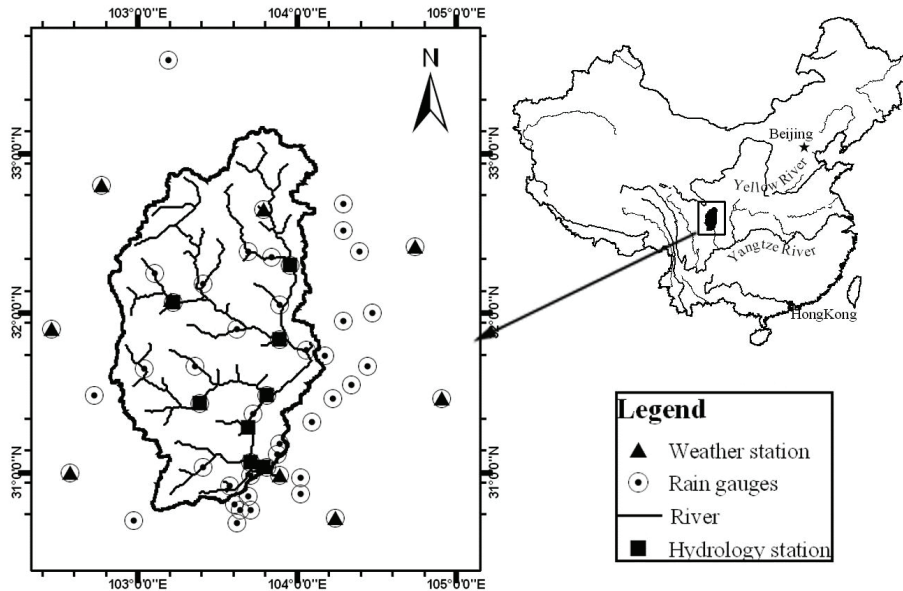 103°0'0"E 104°0'0"E 105°0'0"E
N
33°0'0"N 33°0'0"N
32°0'0"N 32°0'0"N
31°0'0"N 31°0'0"N
103°0'0"E 104°0'0"E 105°0'0"E
Beijing
Yellow River
Yangtze River
HongKong
Legend
Weather station
Rain gauges
River
Hydrology station